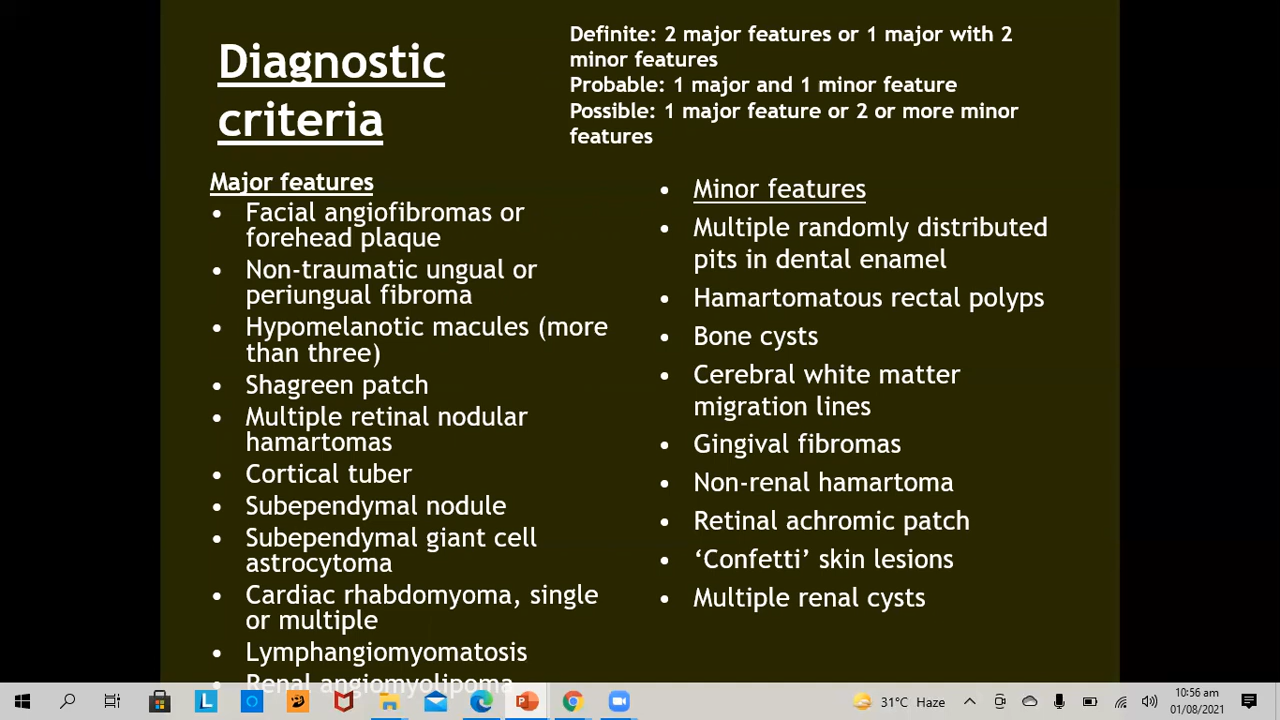 Diagnostic
criteria
Definite: 2 major features or 1 major with 2
minor features
Probable: 1 major and 1 minor feature
Possible: 1 major feature or 2 or more minor
features
Major features
• Facial angiofibromas or
forehead plaque
• Non-traumatic ungual or
periungual fibroma
• Hypomelanotic macules (more
than three)
• Shagreen patch
• Multiple retinal nodular
hamartomas
• Cortical tuber
• Subependymal nodule
• Subependymal giant cell
astrocytoma
• Cardiac rhabdomyoma, single
or multiple
• Lymphangiomyomatosis
• Renal angiomyolipoma
• Minor features
• Multiple randomly distributed
pits in dental enamel
• Hamartomatous rectal polyps
• Bone cysts
• Cerebral white matter
migration lines
• Gingival fibromas
• Non-renal hamartoma
• Retinal achromic patch
• ‘Confetti’ skin lesions
• Multiple renal cysts
L
31°C Haze
10:56 am
01/08/2021